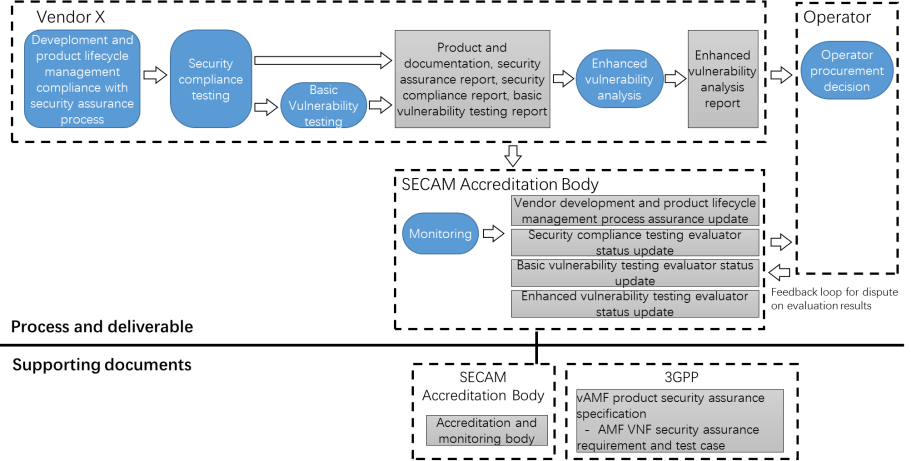 Vendor X
Deveploment and
product lifecycle
management
compliance with
security assurance
process
Security
compliance
testing
Basic
Vulnerability
testing
Product and
documentation, security
assurance report, security
compliance report, basic
vulnerability testing report
Enhanced
vulnerability
analysis
Enhanced
vulnerability
analysis
report
Operator
Operator
procurement
decision
SECAM Accreditation Body
Monitoring
Vendor development and product lifecycle
management process assurance update
Security compliance testing evaluator
status update
Basic vulnerability testing evaluator status
update
Enhanced vulnerability testing evaluator
status update
Feedback loop for dispute
on evaluation results
Process and deliverable
Supporting documents
SECAM
Accreditation Body
Accreditation and
monitoring body
3GPP
vAMF product security assurance
specification
- AMF VNF security assurance
requirement and test case